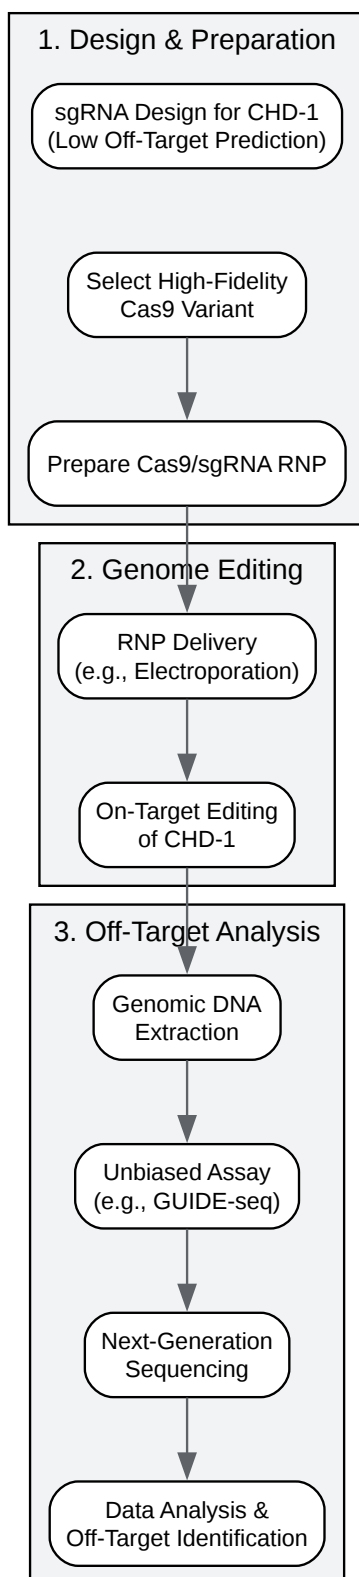 1. Design & Preparation
sgRNA Design for CHD-1
(Low Off-Target Prediction)
Select High-Fidelity
Cas9 Variant
Prepare Cas9/sgRNA RNP
2. Genome Editing
RNP Delivery
(e.g., Electroporation)
On-Target Editing
of CHD-1
3. Off-Target Analysis
Genomic DNA
Extraction
Unbiased Assay
(e.g., GUIDE-seq)
Next-Generation
Sequencing
Data Analysis &
Off-Target Identification